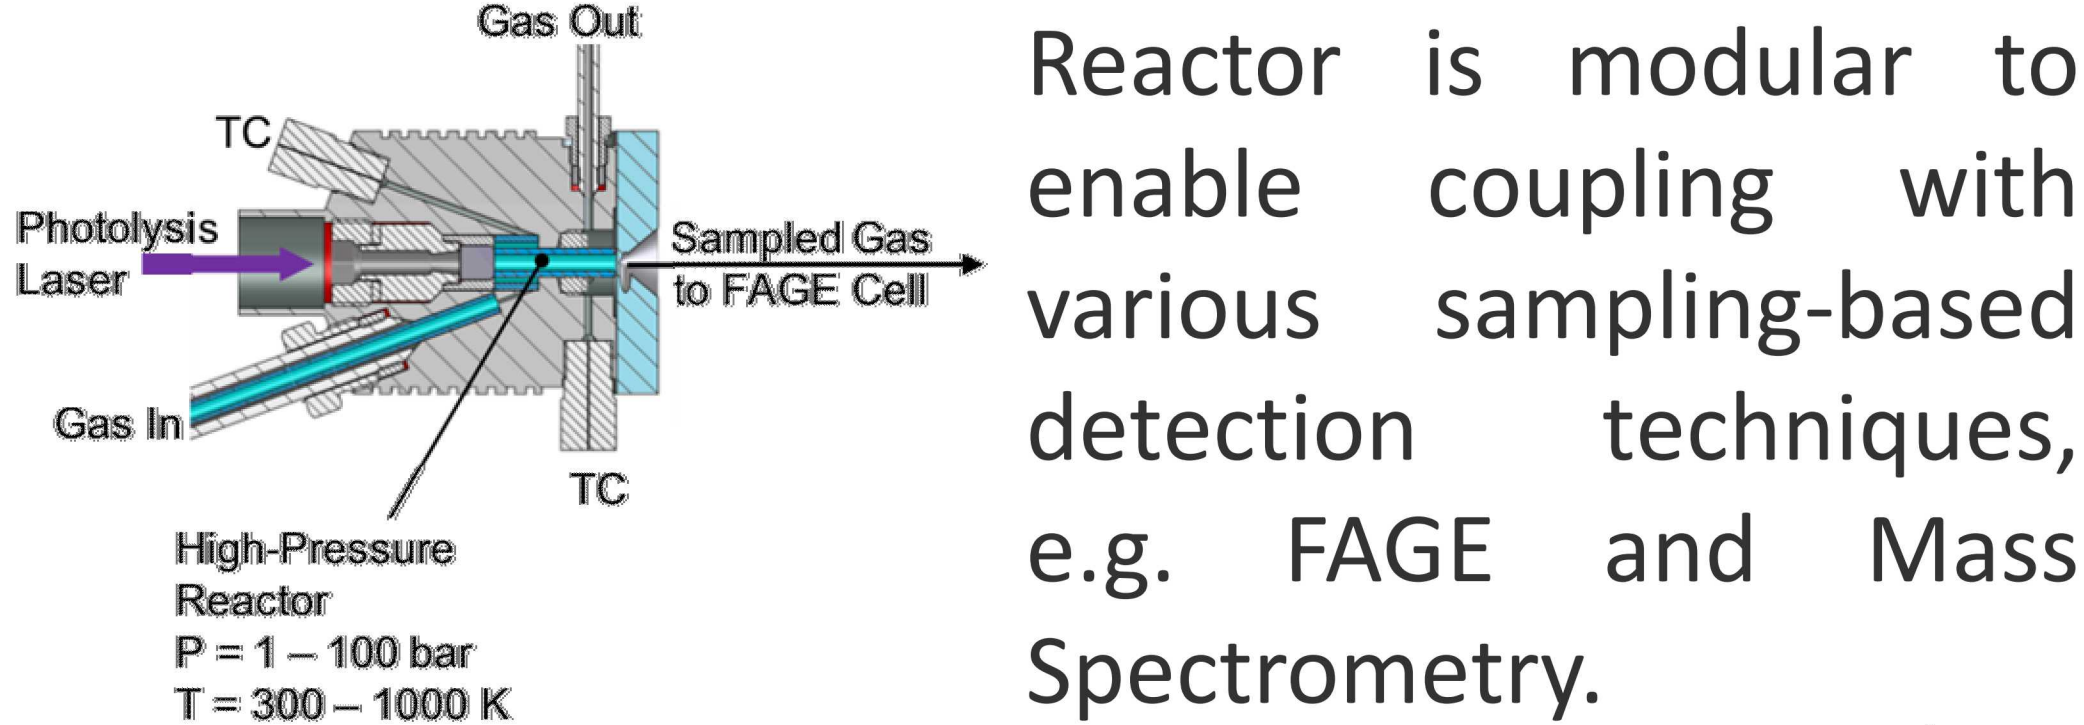 Gas Out
TC
Photolysis
Laser
Sampled Gas
to FAGE Cell
Gas In
TC
High-Pressure
Reactor
P = 1 – 100 bar
T = 300 – 1000 K
Reactor is modular to
enable coupling with
various sampling-based
detection techniques,
e.g. FAGE and Mass
Spectrometry.